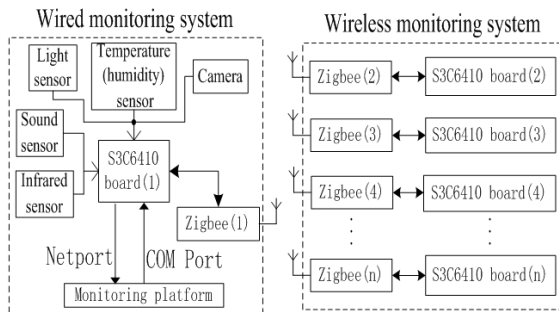 Wired monitoring system
Light
sensor
Temperature
(humidity)
sensor
Camera
Sound
sensor
Infrared
sensor
S3C6410
board(1)
Zigbee(1)
Netport
COM Port
Monitoring platform
Wireless monitoring system
Zigbee(2)
S3C6410 board(2)
Zigbee(3)
S3C6410 board(3)
Zigbee(4)
S3C6410 board(4)
Zigbee(n)
S3C6410 board(n)